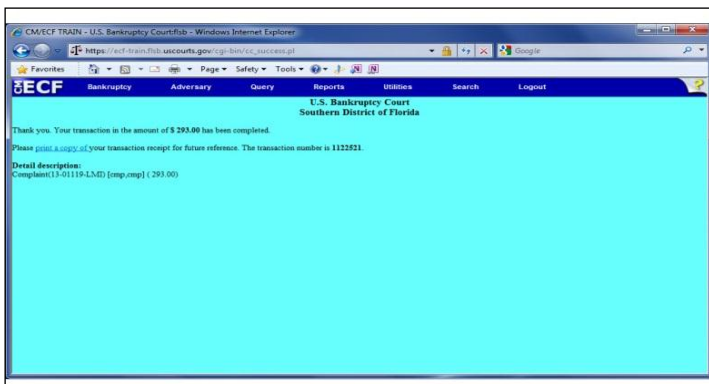 CM/ECF TRAIN - U.S. Bankruptcy Court:flsb - Windows Internet Explorer
https://ecf-train.flsb.uscourts.gov/cgi-bin/cc_success.pl
Google
Favorites Page Safety Tools
ECF Bankruptcy Adversary Query Reports Utilities Search Logout ?
U.S. Bankruptcy Court
Southern District of Florida
Thank you. Your transaction in the amount of $ 293.00 has been completed.
Please print a copy of your transaction receipt for future reference. The transaction number is 1122521.
Detail description:
Complaint(13-01119-LMI) [cmp,cmp] ( 293.00)